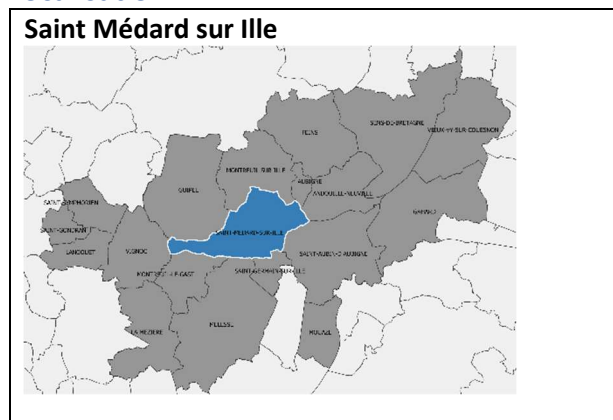 Saint Médard sur Ille
FEINS
SENS-DE-BRETAGNE
VIEUX-VY-SUR-COUESNON
MONTREUIL-SUR-ILLE
GUIPEL
AUBIGNE
ANDOUILLE-NEUVILLE
SAINT-SYMPHORIEN
GAHARD
SAINT-GONDRAN
SAINT-MEDARD-SUR-ILLE
LANGOUET
VIGNOC
SAINT-AUBIN-D'AUBIGNE
MONTREUIL-LE-GAST
SAINT-GERMAIN-SUR-ILLE
LA MEZIERE
MELESSE
MOUAZE